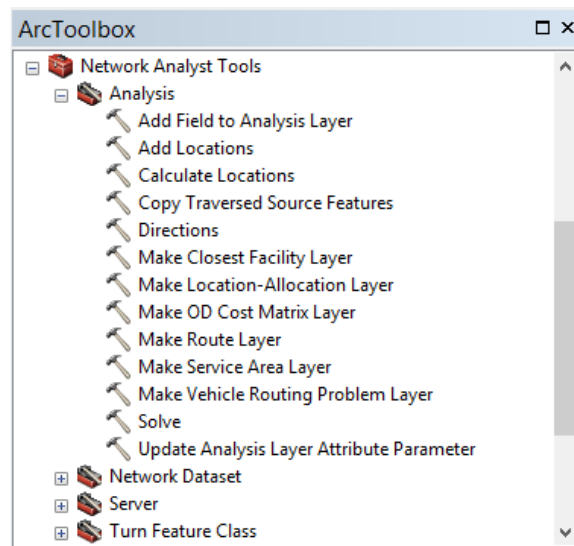 ArcToolbox
Network Analyst Tools
Analysis
Add Field to Analysis Layer
Add Locations
Calculate Locations
Copy Traversed Source Features
Directions
Make Closest Facility Layer
Make Location-Allocation Layer
Make OD Cost Matrix Layer
Make Route Layer
Make Service Area Layer
Make Vehicle Routing Problem Layer
Solve
Update Analysis Layer Attribute Parameter
Network Dataset
Server
Turn Feature Class